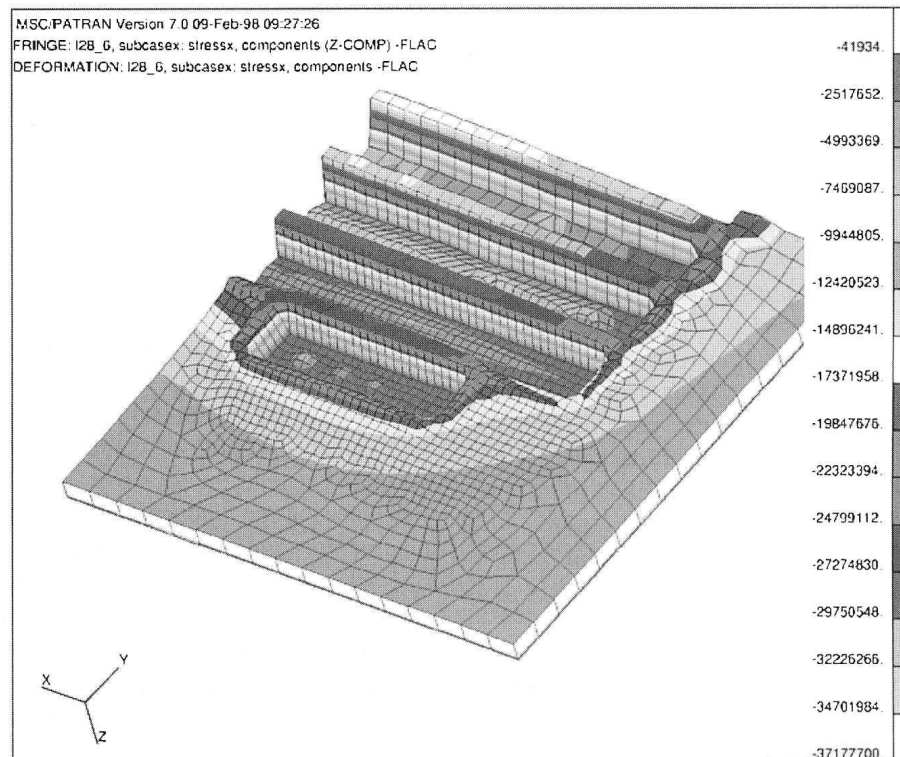 MSC/PATRAN Version 7.0 09-Feb-98 09:27:26
FRINGE: I28_6, subcasex: stressx, components (Z-COMP) -FLAC
DEFORMATION: I28_6, subcasex: stressx, components -FLAC
-41934.
-2517652.
-4993369.
-7469087.
-9944805.
-12420523.
-14896241.
-17371958.
-19847676.
-22323394.
-24799112.
-27274830.
-29750548.
-32226266.
-34701984.
-37177700.
X
Y
Z